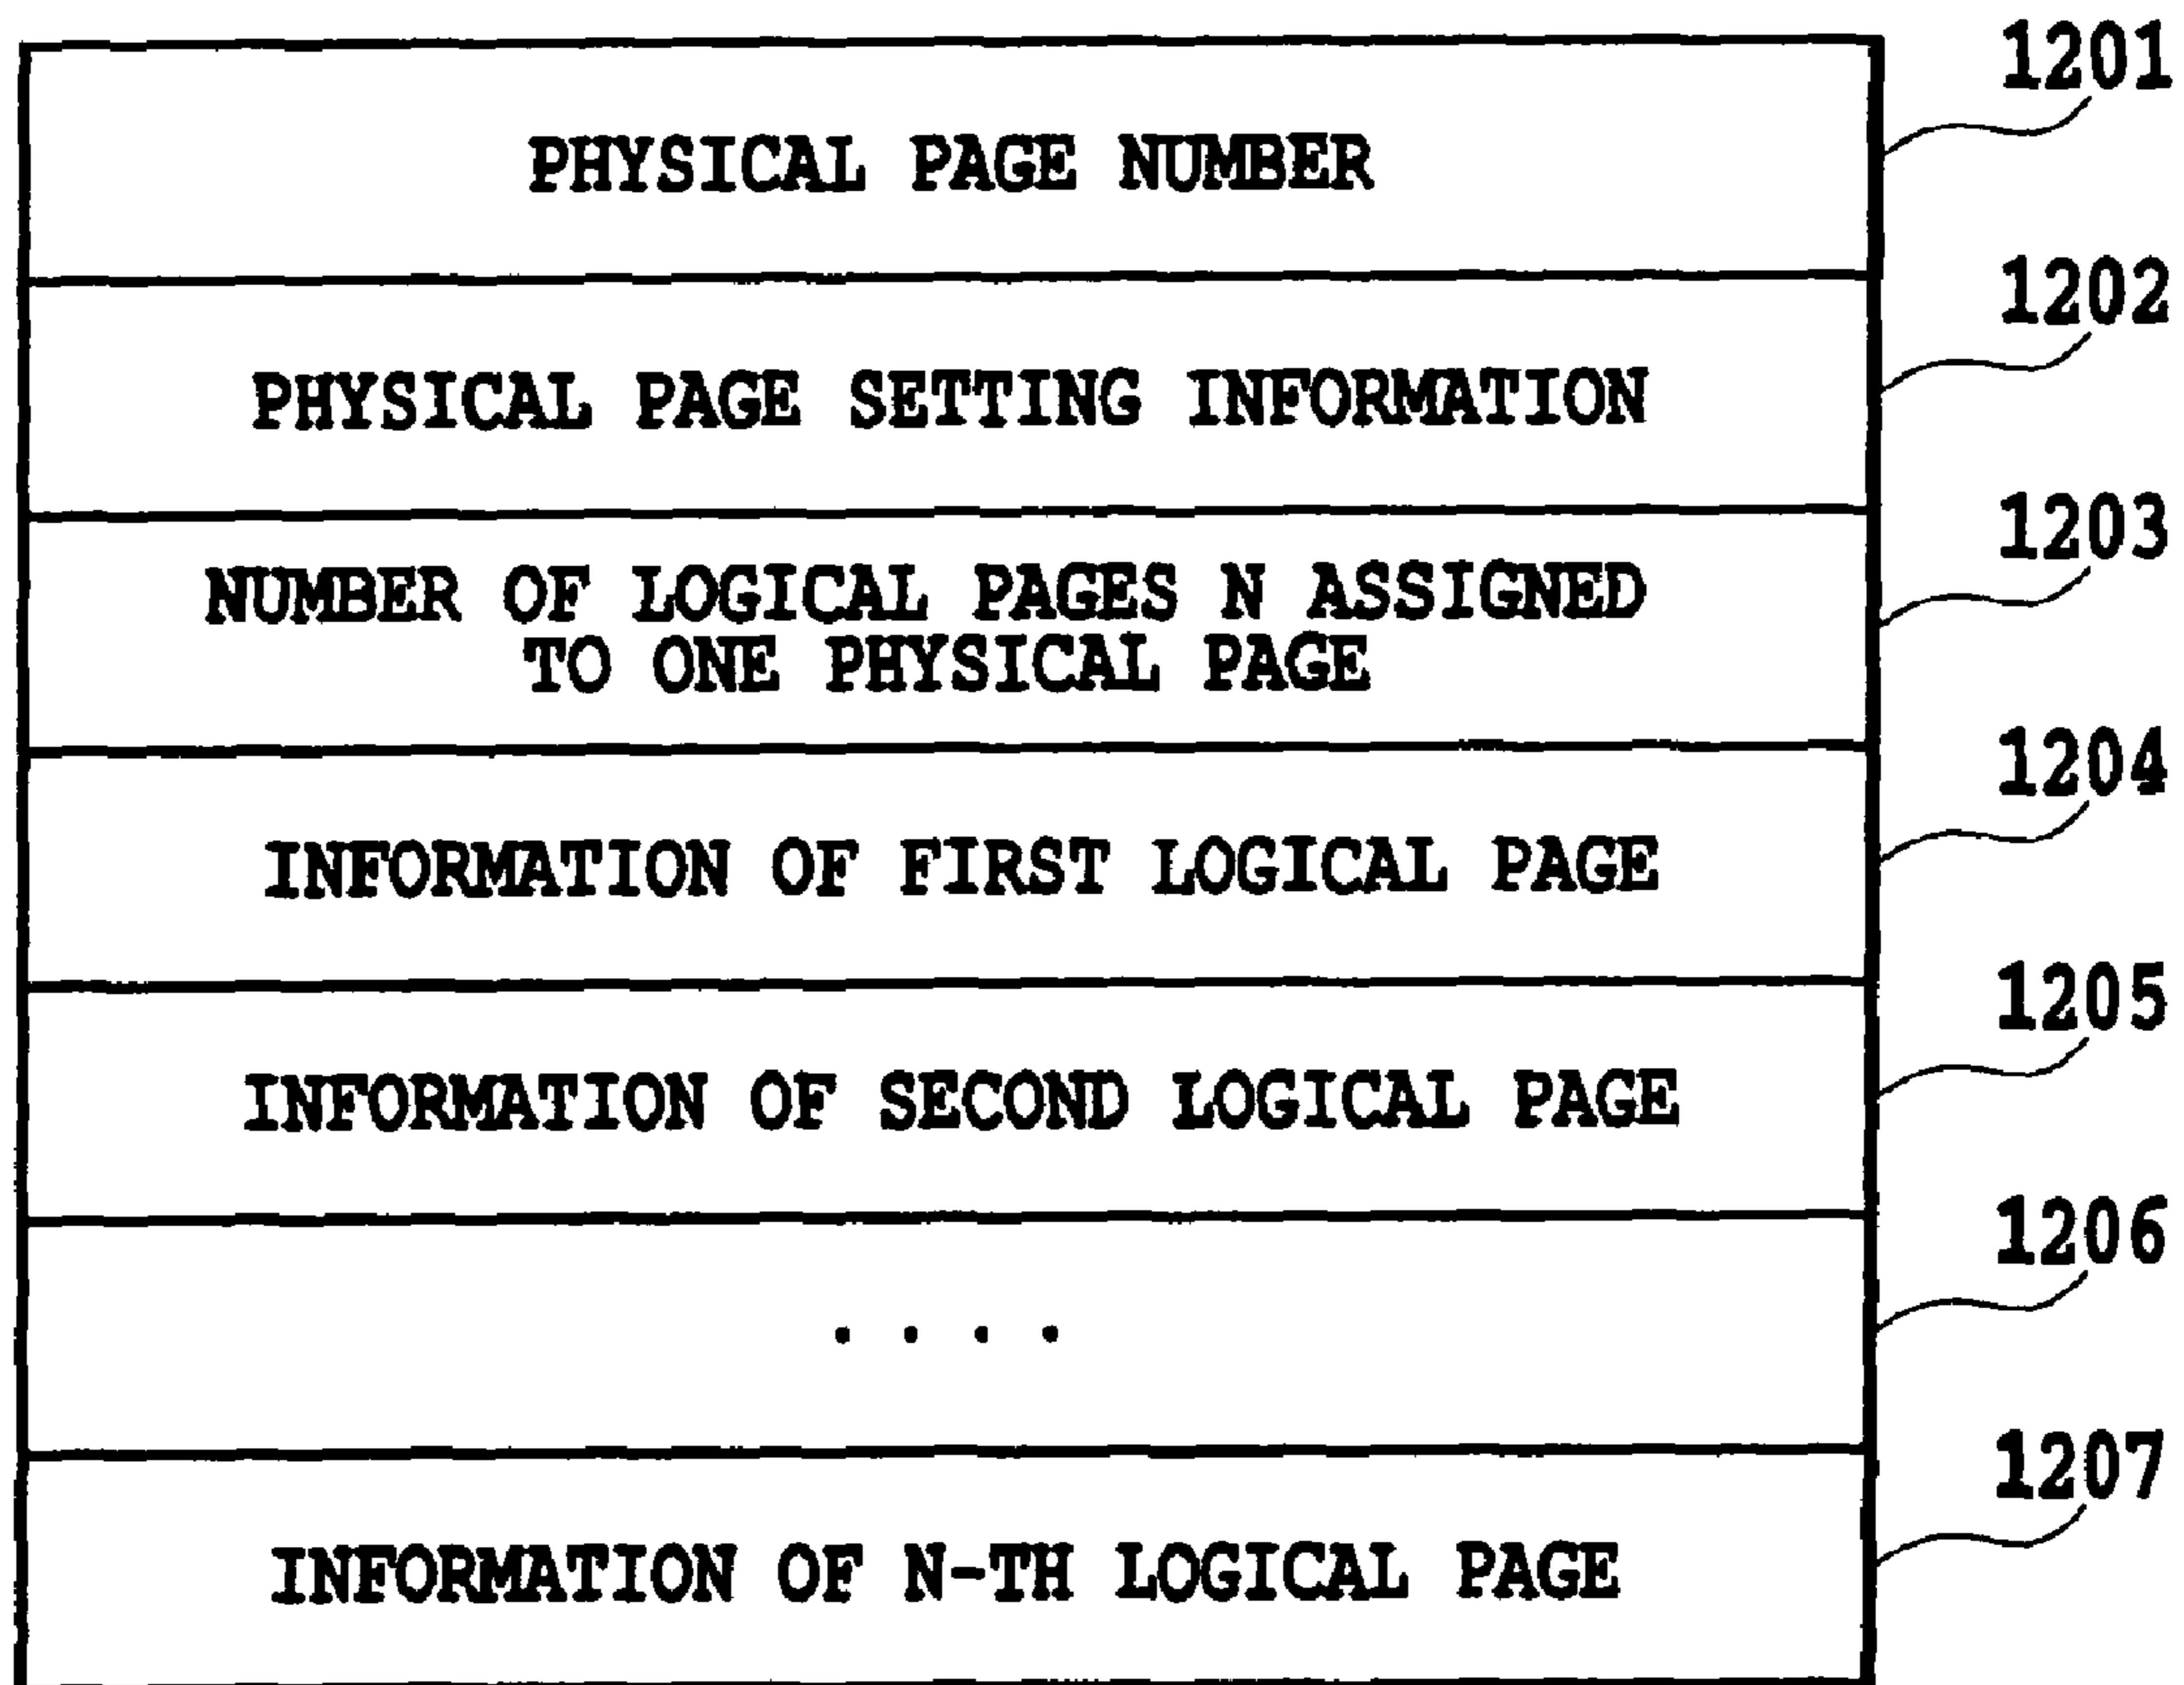 1201
PHYSICAL PAGE NUMBER
1202
PHYSICAL PAGE SETTING INFORMATION
1203
NUMBER OF LOGICAL PAGES N ASSIGNED
TO ONE PHYSICAL PAGE
1204
INFORMATION OF FIRST LOGICAL PAGE
1205
INFORMATION OF SECOND LOGICAL PAGE
1206
. . . .
1207
INFORMATION OF N-TH LOGICAL PAGE